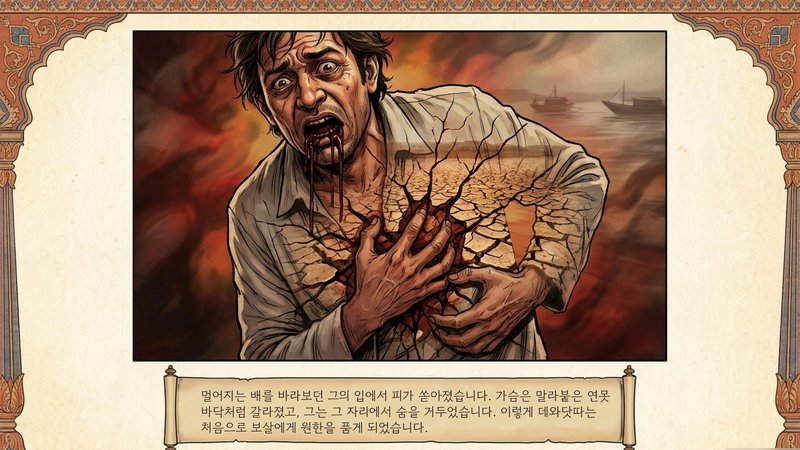 멀어지는 배를 바라보던 그의 입에서 피가 쏟아졌습니다. 가슴은 말라붙은 연못
바닥처럼 갈라졌고, 그는 그 자리에서 숨을 거두었습니다. 이렇게 데와닷따는
처음으로 보살에게 원한을 품게 되었습니다.